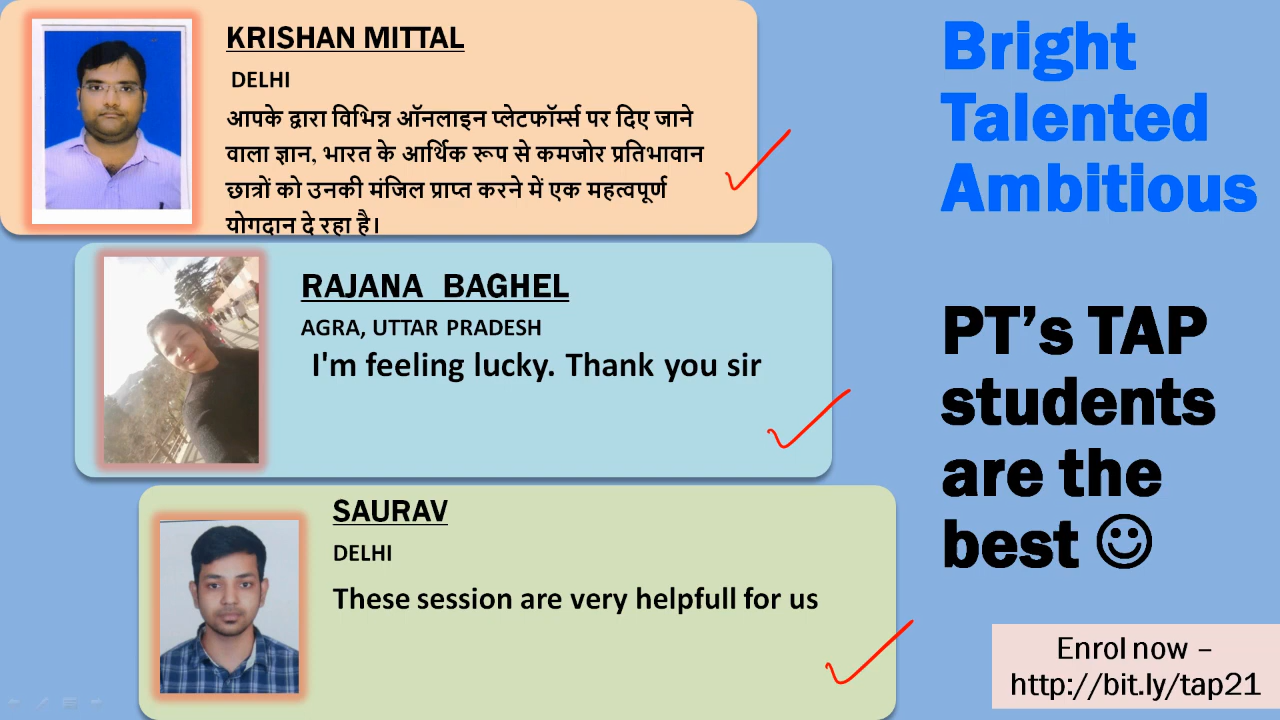 KRISHAN MITTAL
DELHI
आपके द्वारा विभिन्न ऑनलाइन प्लेटफॉर्म्स पर दिए जाने
वाला ज्ञान, भारत के आर्थिक रूप से कमजोर प्रतिभावान
छात्रों को उनकी मंजिल प्राप्त करने में एक महत्वपूर्ण
योगदान दे रहा है।
RAJANA BAGHEL
AGRA, UTTAR PRADESH
I'm feeling lucky. Thank you sir
SAURAV
DELHI
These session are very helpfull for us
Bright
Talented
Ambitious
PT’s TAP
students
are the
best ☺
Enrol now –
http://bit.ly/tap21